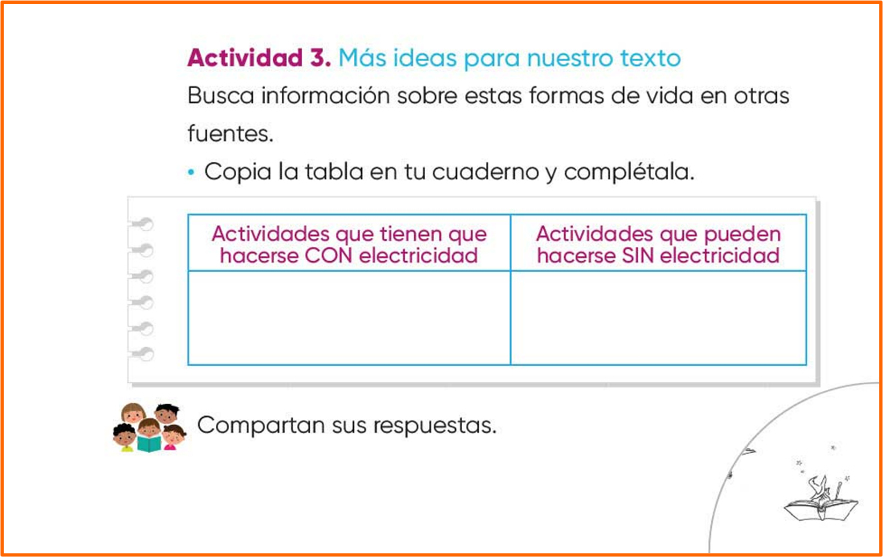 Actividad 3. Más ideas para nuestro texto
Busca información sobre estas formas de vida en otras
fuentes.
• Copia la tabla en tu cuaderno y complétala.
Actividades que tienen que
hacerse CON electricidad
Actividades que pueden
hacerse SIN electricidad
Compartan sus respuestas.